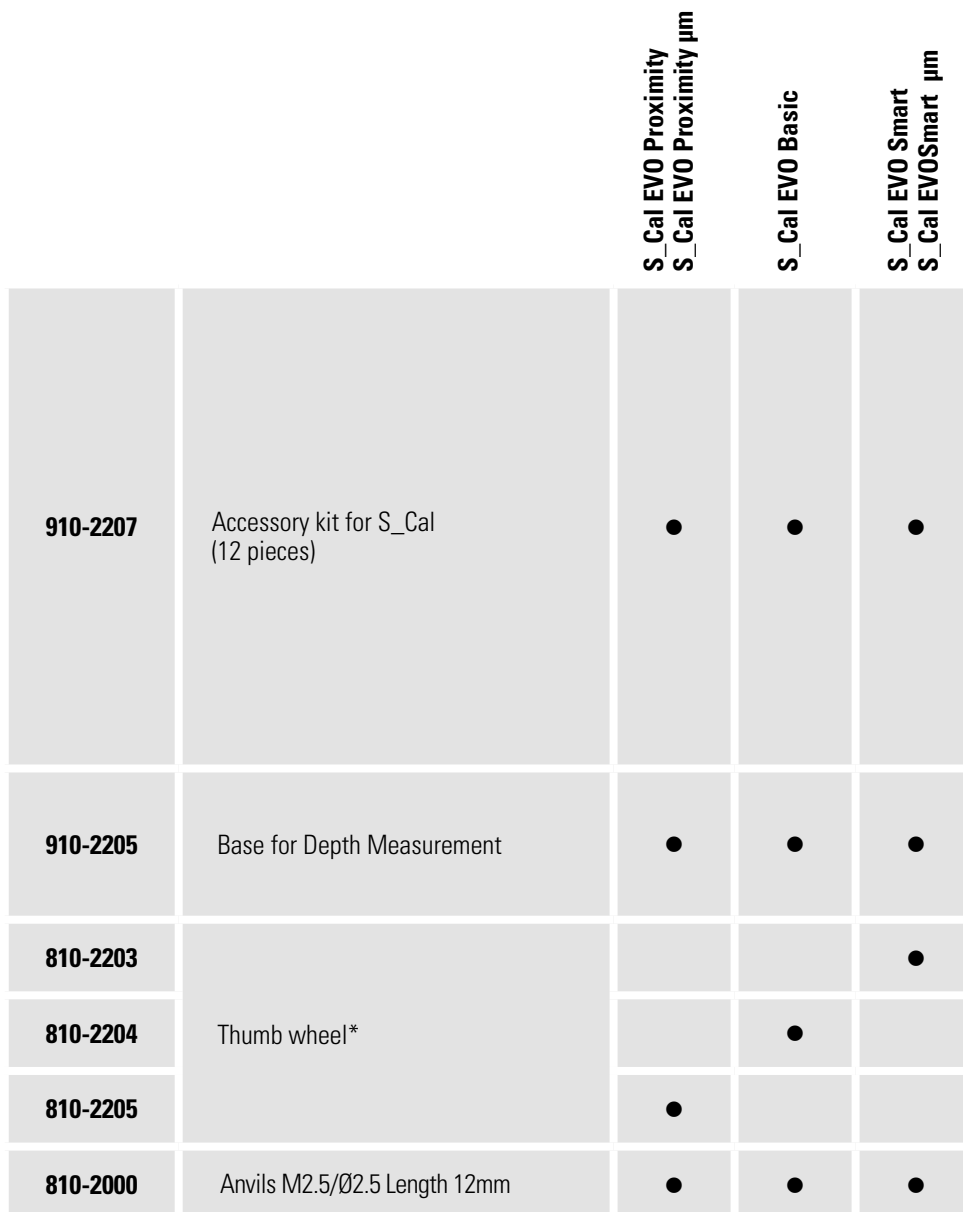 S_Cal EVO Proximity
S_Cal EVO Proximity µm
S_Cal EVO Basic
S_Cal EVO Smart
S_Cal EVOSmart µm
910-2207
Accessory kit for S_Cal
(12 pieces)
●
●
●
910-2205
Base for Depth Measurement
●
●
●
810-2203
●
810-2204
Thumb wheel*
●
810-2205
●
810-2000
Anvils M2.5/Ø2.5 Length 12mm
●
●
●